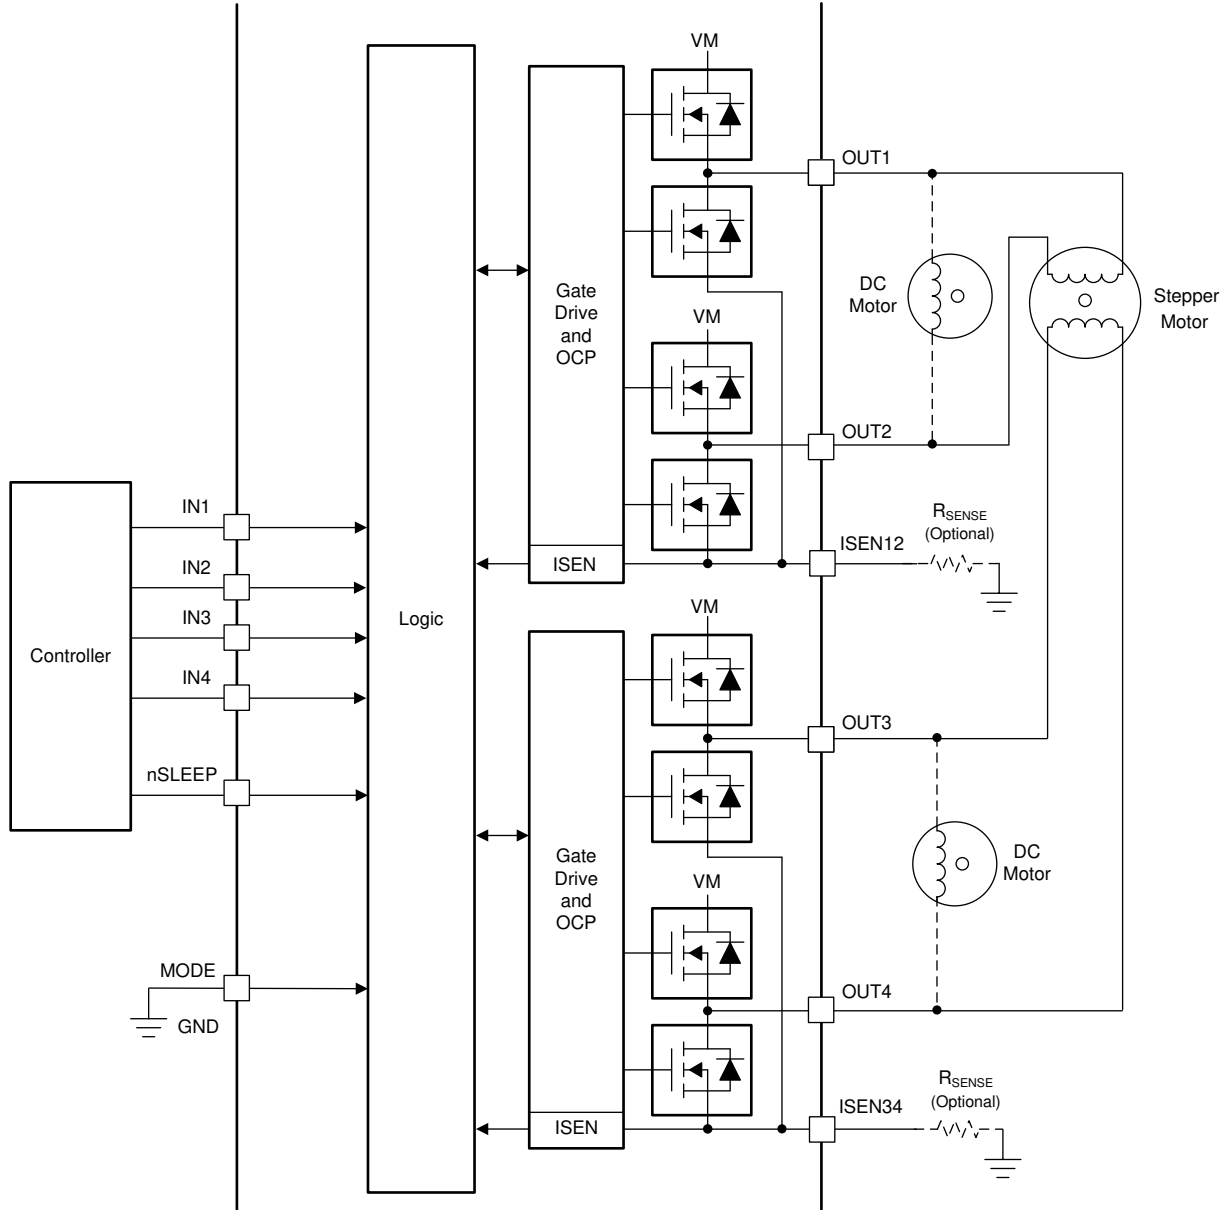 VM
OUT1
Gate
Drive
and
OCP
DC
Motor
Stepper
Motor
VM
OUT2
IN1
RSENSE
(Optional)
ISEN12
ISEN
IN2
VM
IN3
Logic
Controller
IN4
OUT3
nSLEEP
Gate
Drive
and
OCP
DC
Motor
VM
MODE
OUT4
GND
RSENSE
(Optional)
ISEN34
ISEN